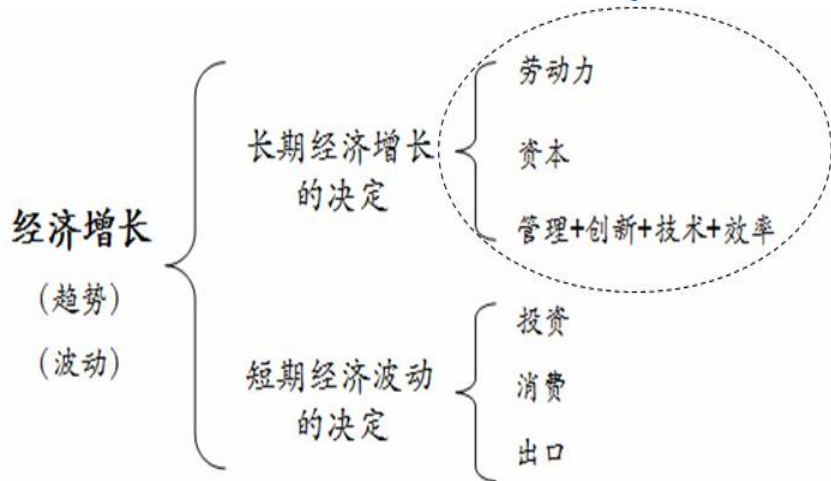 经济增长
(趋势)
(波动)
长期经济增长
的决定
劳动力
资本
管理+创新+技术+效率
短期经济波动
的决定
投资
消费
出口